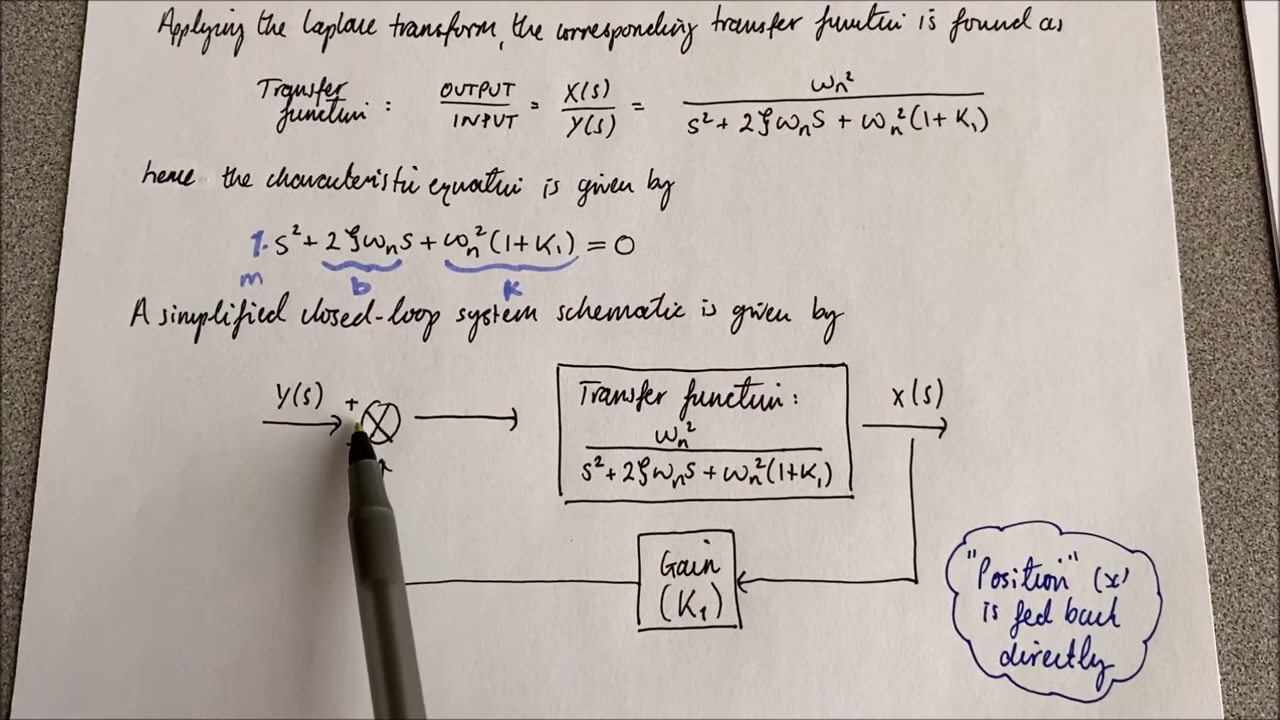 Applying the Laplace transform, the corresponding transfer function is found as
Transfer function: OUTPUT/INPUT = X(s)/Y(s) = ωn²/(s² + 2ζωns + ωn²(1+K₁))
hence the characteristic equation is given by
1. s² + 2ζωns + ωn²(1+K₁) = 0
m b k
A simplified closed-loop system schematic is given by
Y(s) +
Transfer function:
ωn²/(s² + 2ζωns + ωn²(1+K₁))
X(s)
Gain
(K₁)
"Position" (x)
is fed back
directly